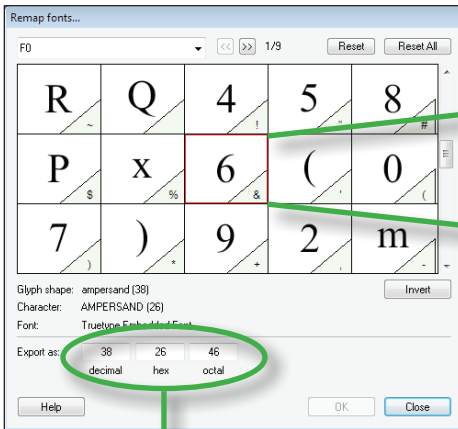 Remap fonts...
F0 << >> 1/9 Reset Reset All
R Q 4 5 8
~ ! " #
P x 6 ( 0
$ % & ' (
7 ) 9 2 m
) * + , -
Glyph shape: ampersand (38) Invert
Character: AMPERSAND (26)
Font: Truetype Embedded Font
Export as: 38 26 46
decimal hex octal
Help OK Close